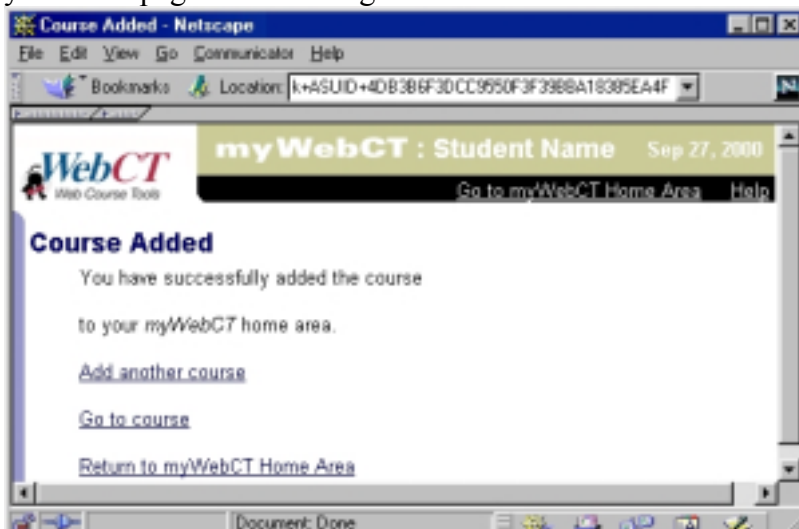 Course Added - Netscape
File Edit View Go Communicator Help
Bookmarks Location: k+ASUID+4DB3B6F3DCC9550F3F39B8A18385EA4F
WebCT
Web Course Tools
myWebCT : Student Name Sep 27, 2000
Go to myWebCT Home Area Help
Course Added
You have successfully added the course
to your myWebCT home area.
Add another course
Go to course
Return to myWebCT Home Area
Document: Done